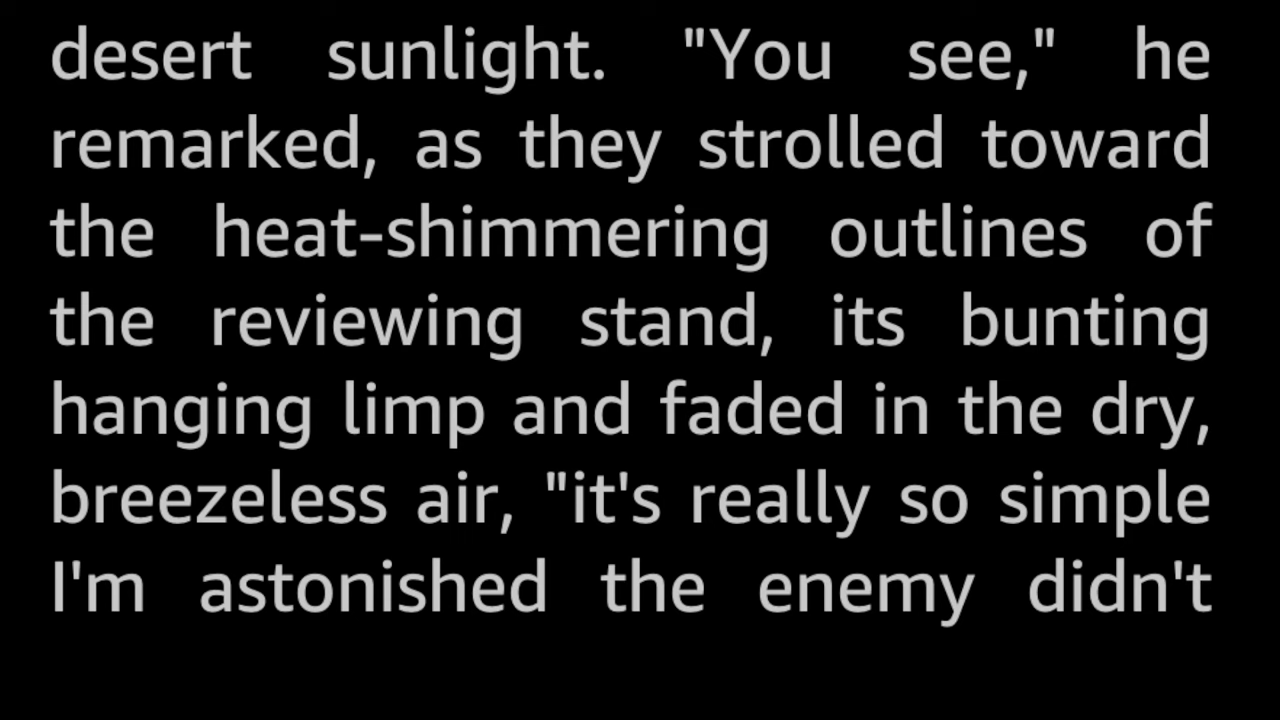 desert sunlight. "You see," he
remarked, as they strolled toward
the heat-shimmering outlines of
the reviewing stand, its bunting
hanging limp and faded in the dry,
breezeless air, "it's really so simple
I'm astonished the enemy didn't